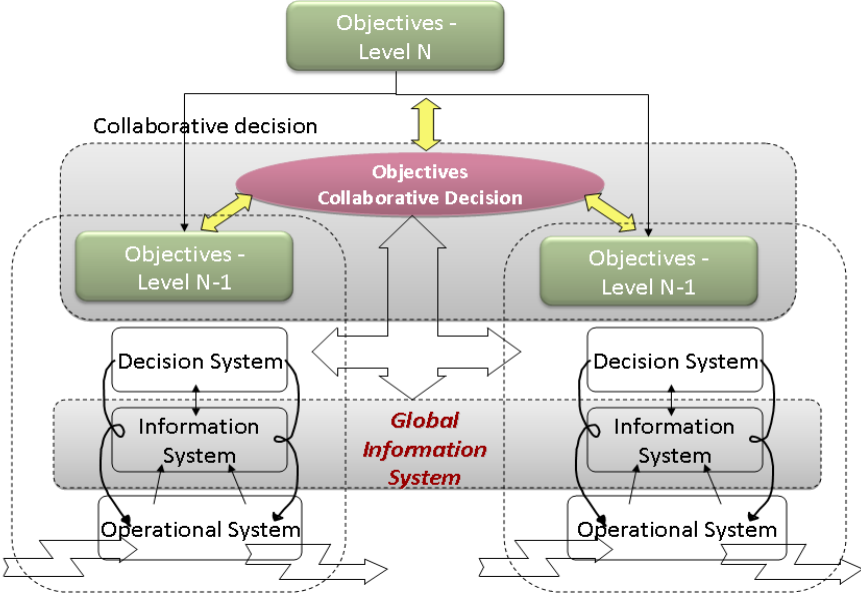 Objectives -
Level N
Collaborative decision
Objectives
Collaborative Decision
Objectives -
Level N-1
Objectives -
Level N-1
Decision System
Decision System
Information
System
Global
Information
System
Information
System
Operational System
Operational System